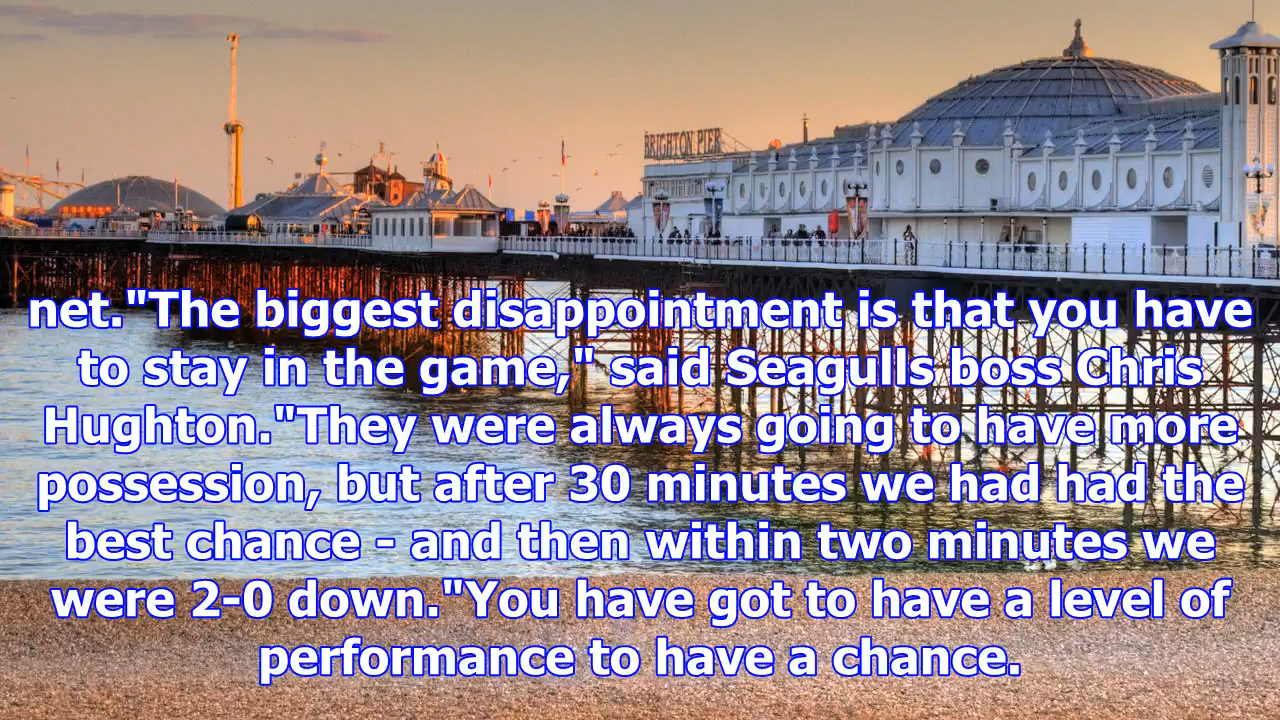 BRIGHTON PIER
net."The biggest disappointment is that you have
to stay in the game," said Seagulls boss Chris
Hughton."They were always going to have more
possession, but after 30 minutes we had had the
best chance - and then within two minutes we
were 2-0 down."You have got to have a level of
performance to have a chance.